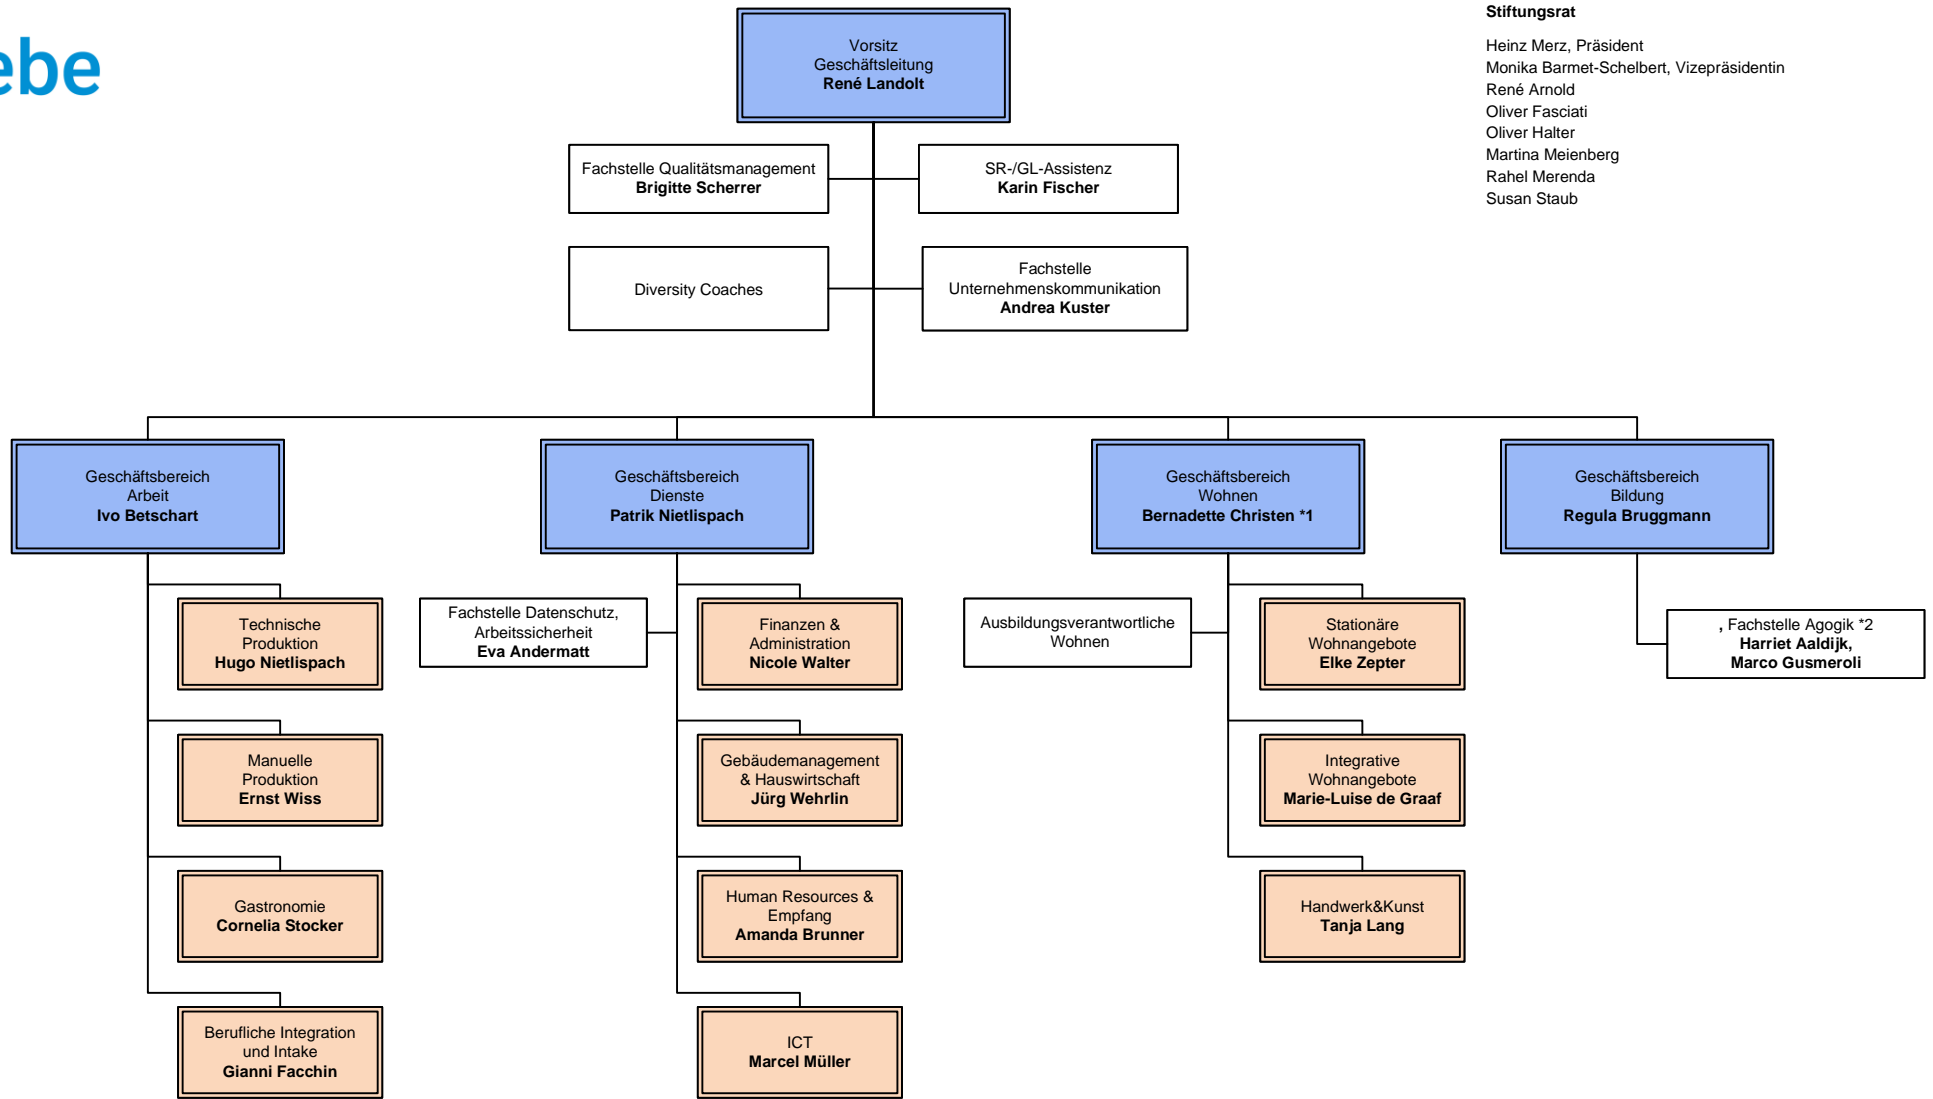 ebe
Vorsitz
Geschäftsleitung
René Landolt
Stiftungsrat
Heinz Merz, Präsident
Monika Barmet-Schelbert, Vizepräsidentin
René Arnold
Oliver Fasciati
Oliver Halter
Martina Meienberg
Rahel Merenda
Susan Staub
Fachstelle Qualitätsmanagement
Brigitte Scherrer
SR-/GL-Assistenz
Karin Fischer
Diversity Coaches
Fachstelle
Unternehmenskommunikation
Andrea Kuster
Geschäftsbereich
Arbeit
Ivo Betschart
Geschäftsbereich
Dienste
Patrik Nietlispach
Geschäftsbereich
Wohnen
Bernadette Christen *1
Geschäftsbereich
Bildung
Regula Bruggmann
Technische
Produktion
Hugo Nietlispach
Fachstelle Datenschutz,
Arbeitssicherheit
Eva Andermatt
Finanzen &
Administration
Nicole Walter
Ausbildungsverantwortliche
Wohnen
Stationäre
Wohnangebote
Elke Zepter
, Fachstelle Agogik *2
Harriet Aaldijk,
Marco Gusmeroli
Manuelle
Produktion
Ernst Wiss
Gebäudemanagement
& Hauswirtschaft
Jürg Wehrlin
Integrative
Wohnangebote
Marie-Luise de Graaf
Gastronomie
Cornelia Stocker
Human Resources &
Empfang
Amanda Brunner
Handwerk&Kunst
Tanja Lang
Berufliche Integration
und Intake
Gianni Facchin
ICT
Marcel Müller